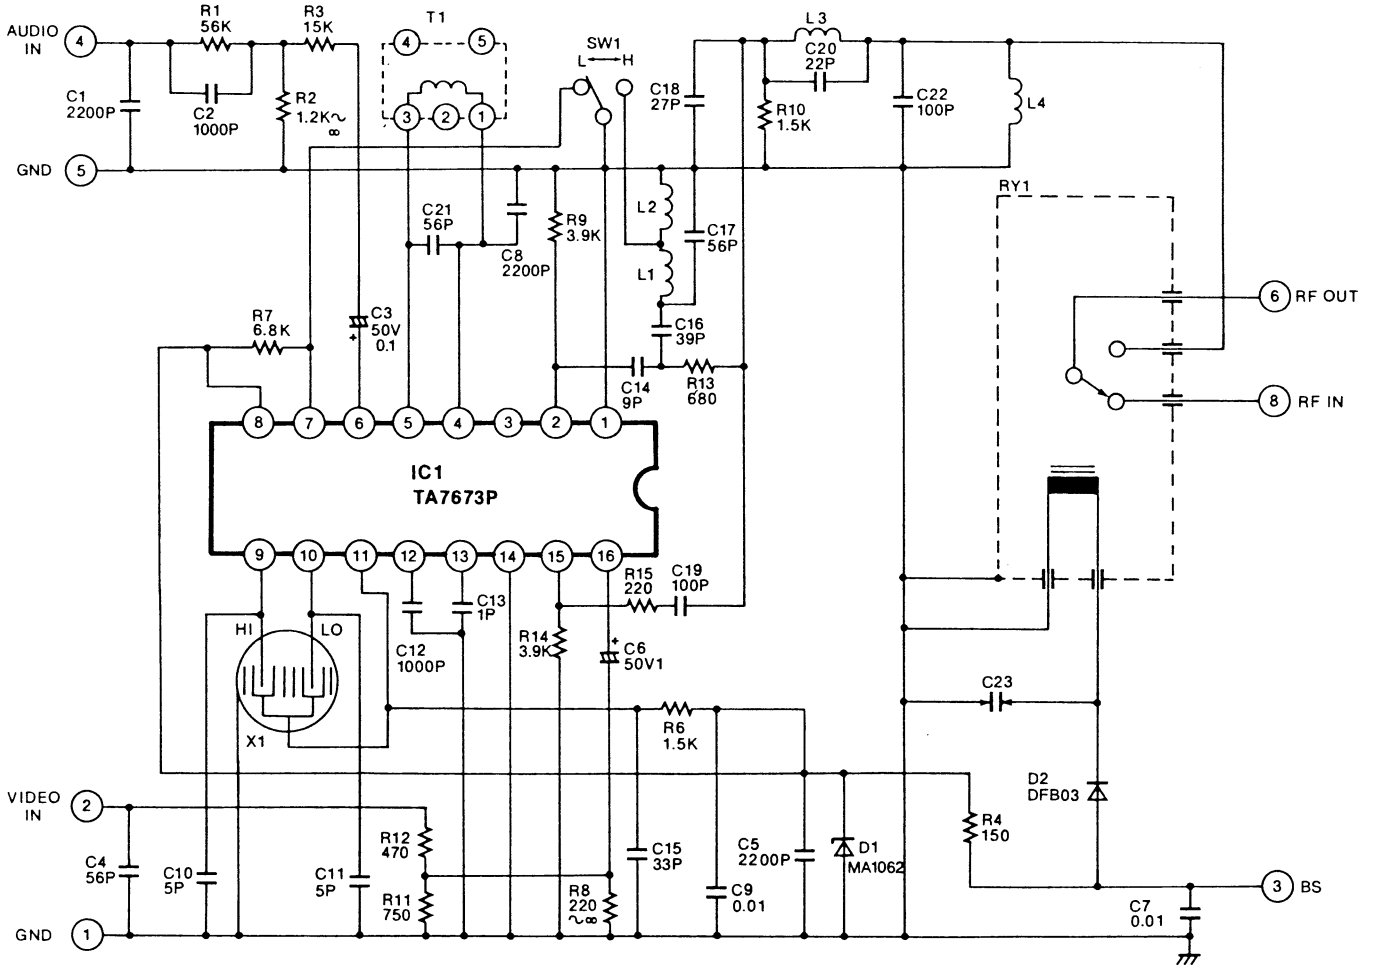 AUDIO
IN
4
R1
56K
R3
15K
T1
4
5
SW1
L
H
L3
C20
22P
C1
2200P
C2
1000P
R2
1.2K~
∞
3
2
1
C18
27P
R10
1.5K
C22
100P
L4
GND
5
RY1
C21
56P
C8
2200P
R9
3.9K
L2
L1
C17
56P
6
RF OUT
R7
6.8K
C3
50V
0.1
+
C16
39P
C14
9P
R13
680
8
RF IN
8
7
6
5
4
3
2
1
IC1
TA7673P
9
10
11
12
13
14
15
16
HI
LO
X1
C12
1000P
C13
1P
R15
220
C19
100P
R14
3.9K
+
C6
50V1
C23
R6
1.5K
D2
DFB03
VIDEO
IN
2
C4
56P
C10
5P
C11
5P
R12
470
R11
750
R8
220
~∞
C15
33P
C9
0.01
C5
2200P
D1
MA1062
R4
150
3
BS
C7
0.01
GND
1